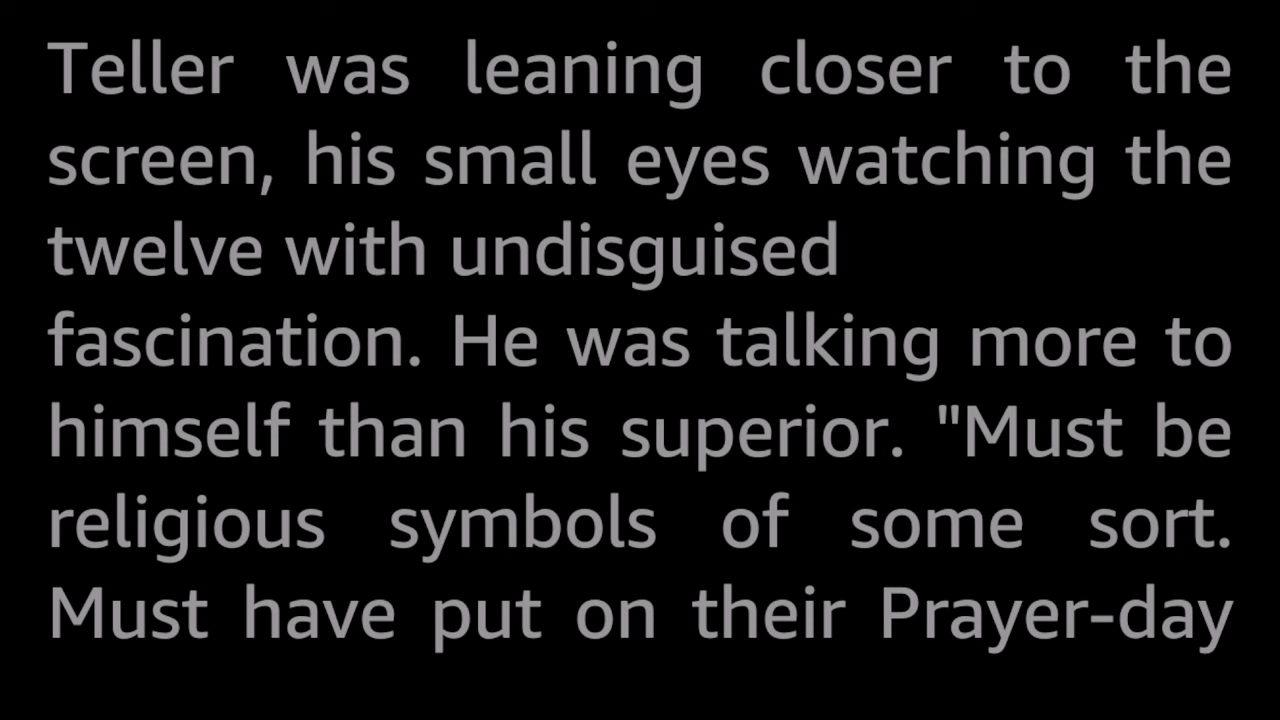 Teller was leaning closer to the
screen, his small eyes watching the
twelve with undisguised
fascination. He was talking more to
himself than his superior. "Must be
religious symbols of some sort.
Must have put on their Prayer-day